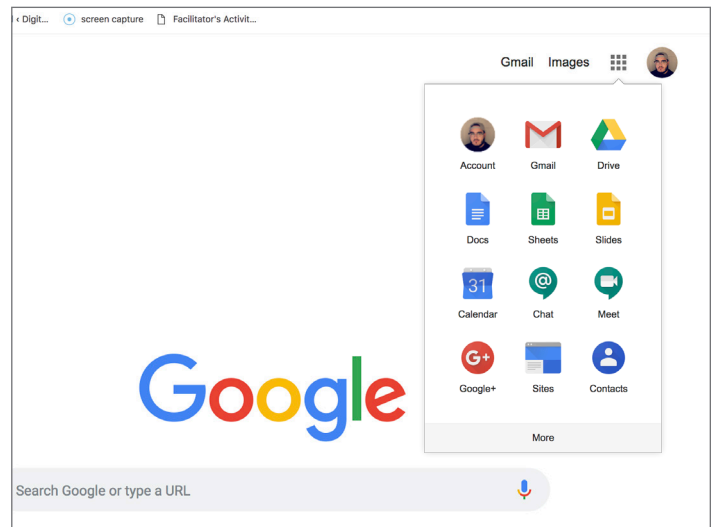 ‹ Digit... screen capture Facilitator's Activit...
Gmail Images
Account Gmail Drive
Docs Sheets Slides
31
Calendar Chat Meet
G+
Google+ Sites Contacts
Google
More
Search Google or type a URL